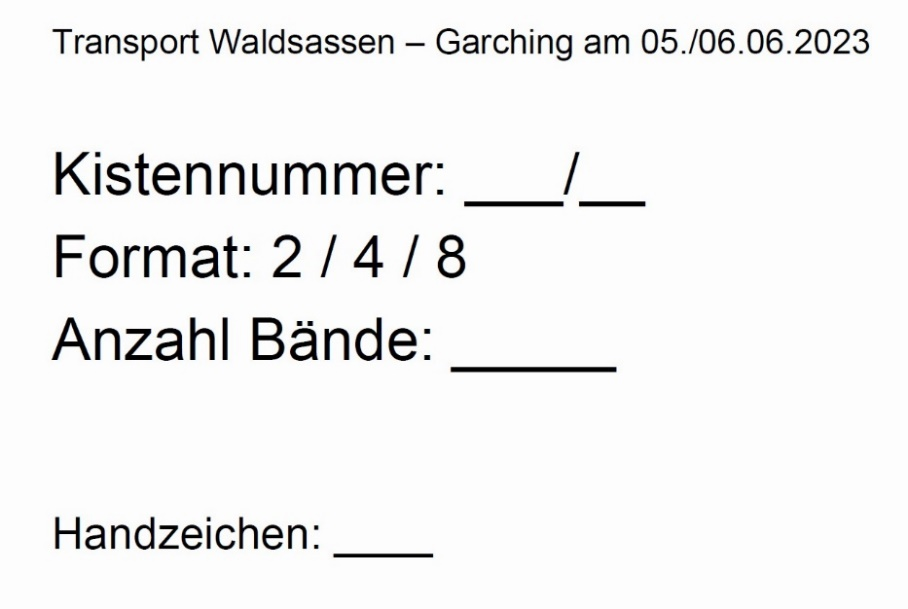 Transport Waldsassen – Garching am 05./06.06.2023
Kistennummer: ___/__
Format: 2 / 4 / 8
Anzahl Bände: _____
Handzeichen: ____